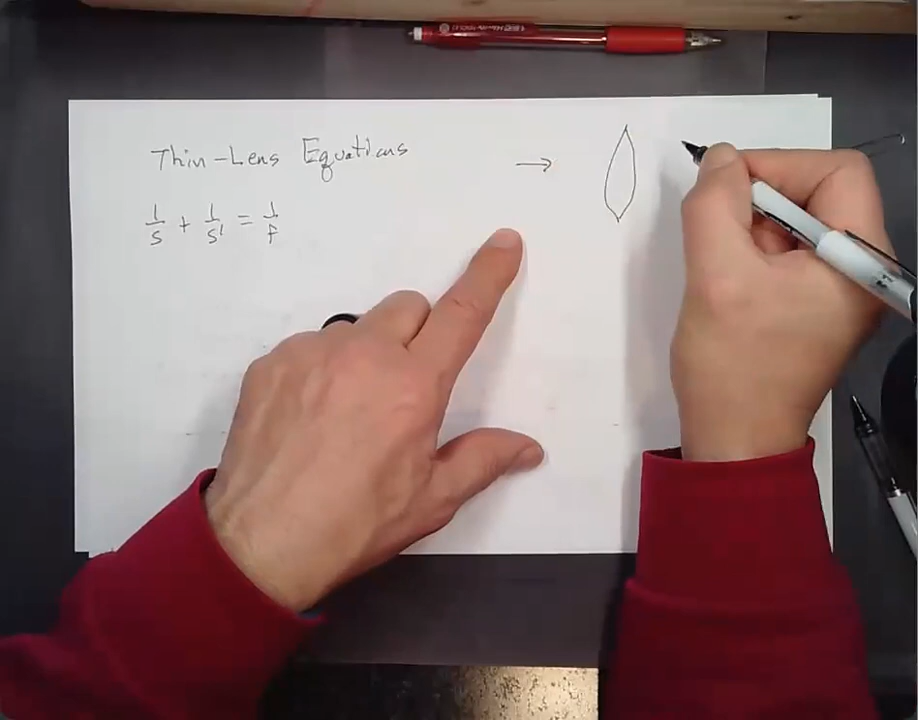 Thin-Lens Equations
1/s + 1/s' = 1/f